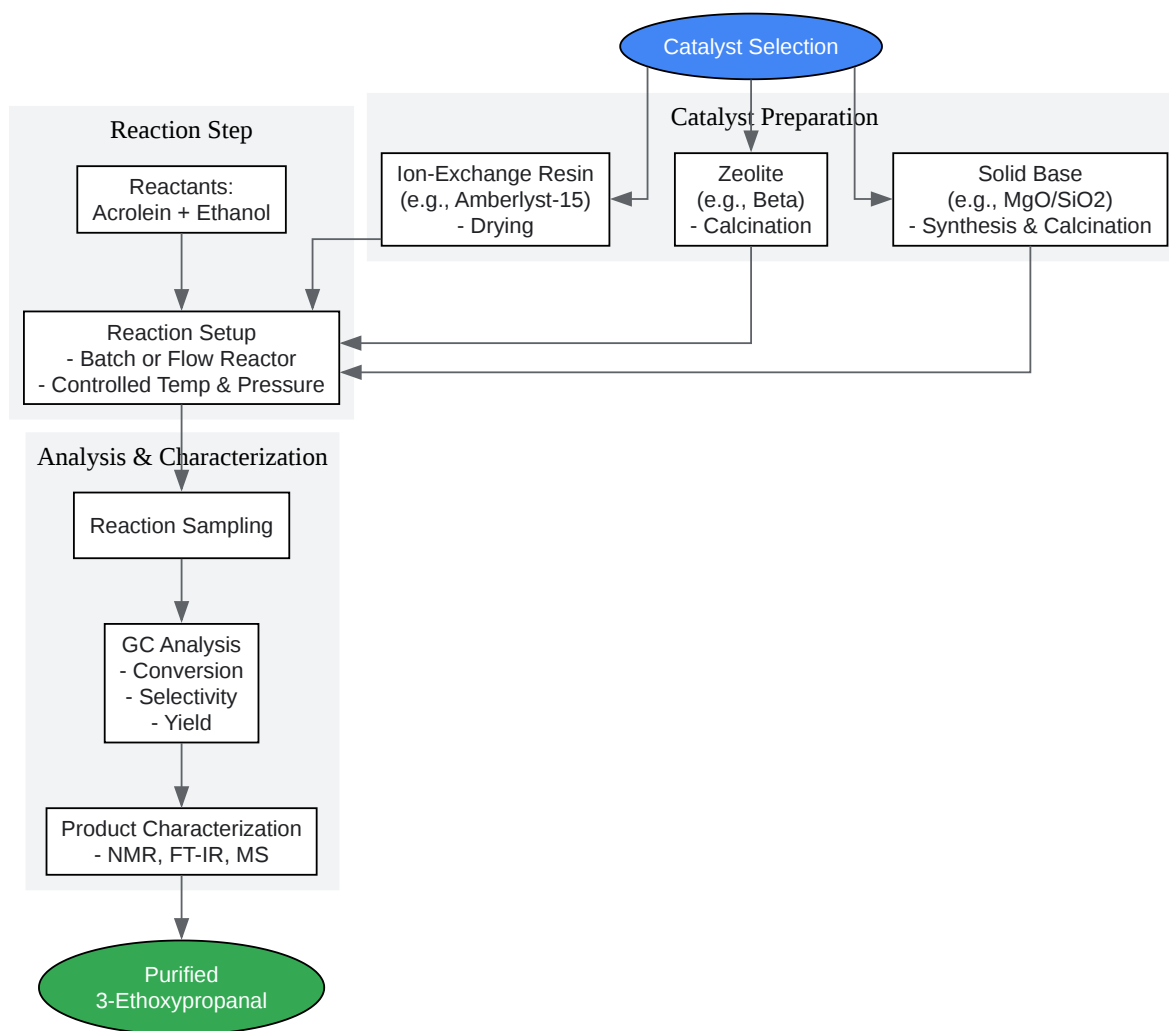 Catalyst Selection
Reaction Step
Catalyst Preparation
Reactants:
Acrolein + Ethanol
Ion-Exchange Resin
(e.g., Amberlyst-15)
- Drying
Zeolite
(e.g., Beta)
- Calcination
Solid Base
(e.g., MgO/SiO2)
- Synthesis & Calcination
Reaction Setup
- Batch or Flow Reactor
- Controlled Temp & Pressure
Analysis & Characterization
Reaction Sampling
GC Analysis
- Conversion
- Selectivity
- Yield
Product Characterization
- NMR, FT-IR, MS
Purified
3-Ethoxypropanal